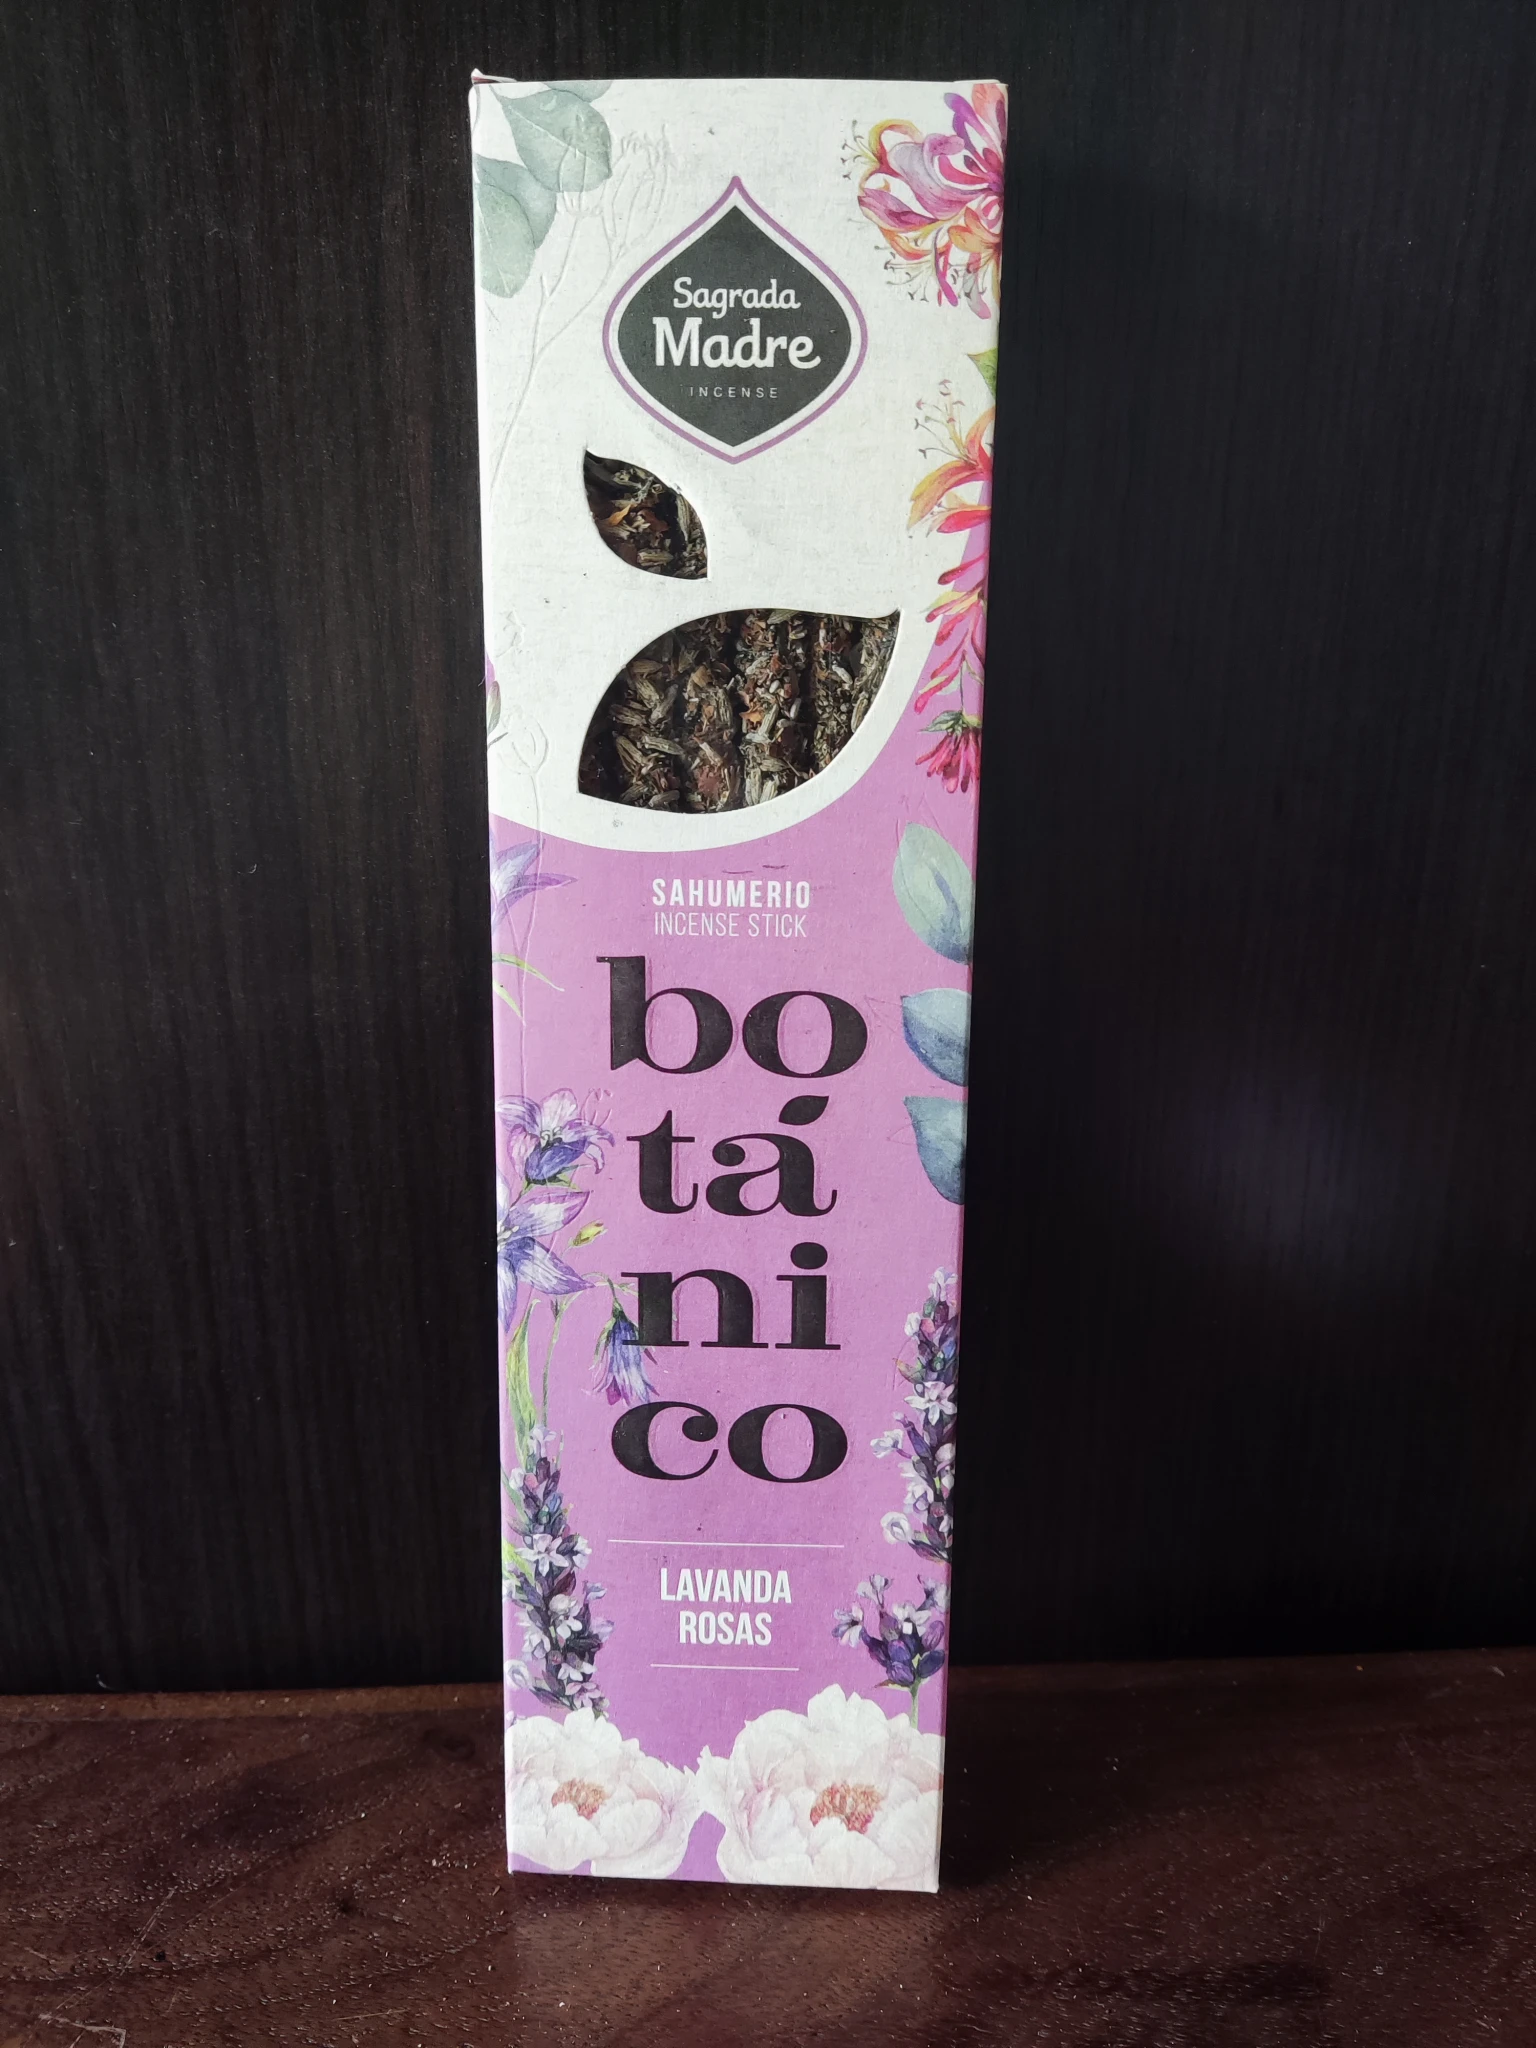 Sagrada
Madre
INCENSE
SAHUMERIO
INCENSE STICK
bo
tá
ni
co
LAVANDA
ROSAS